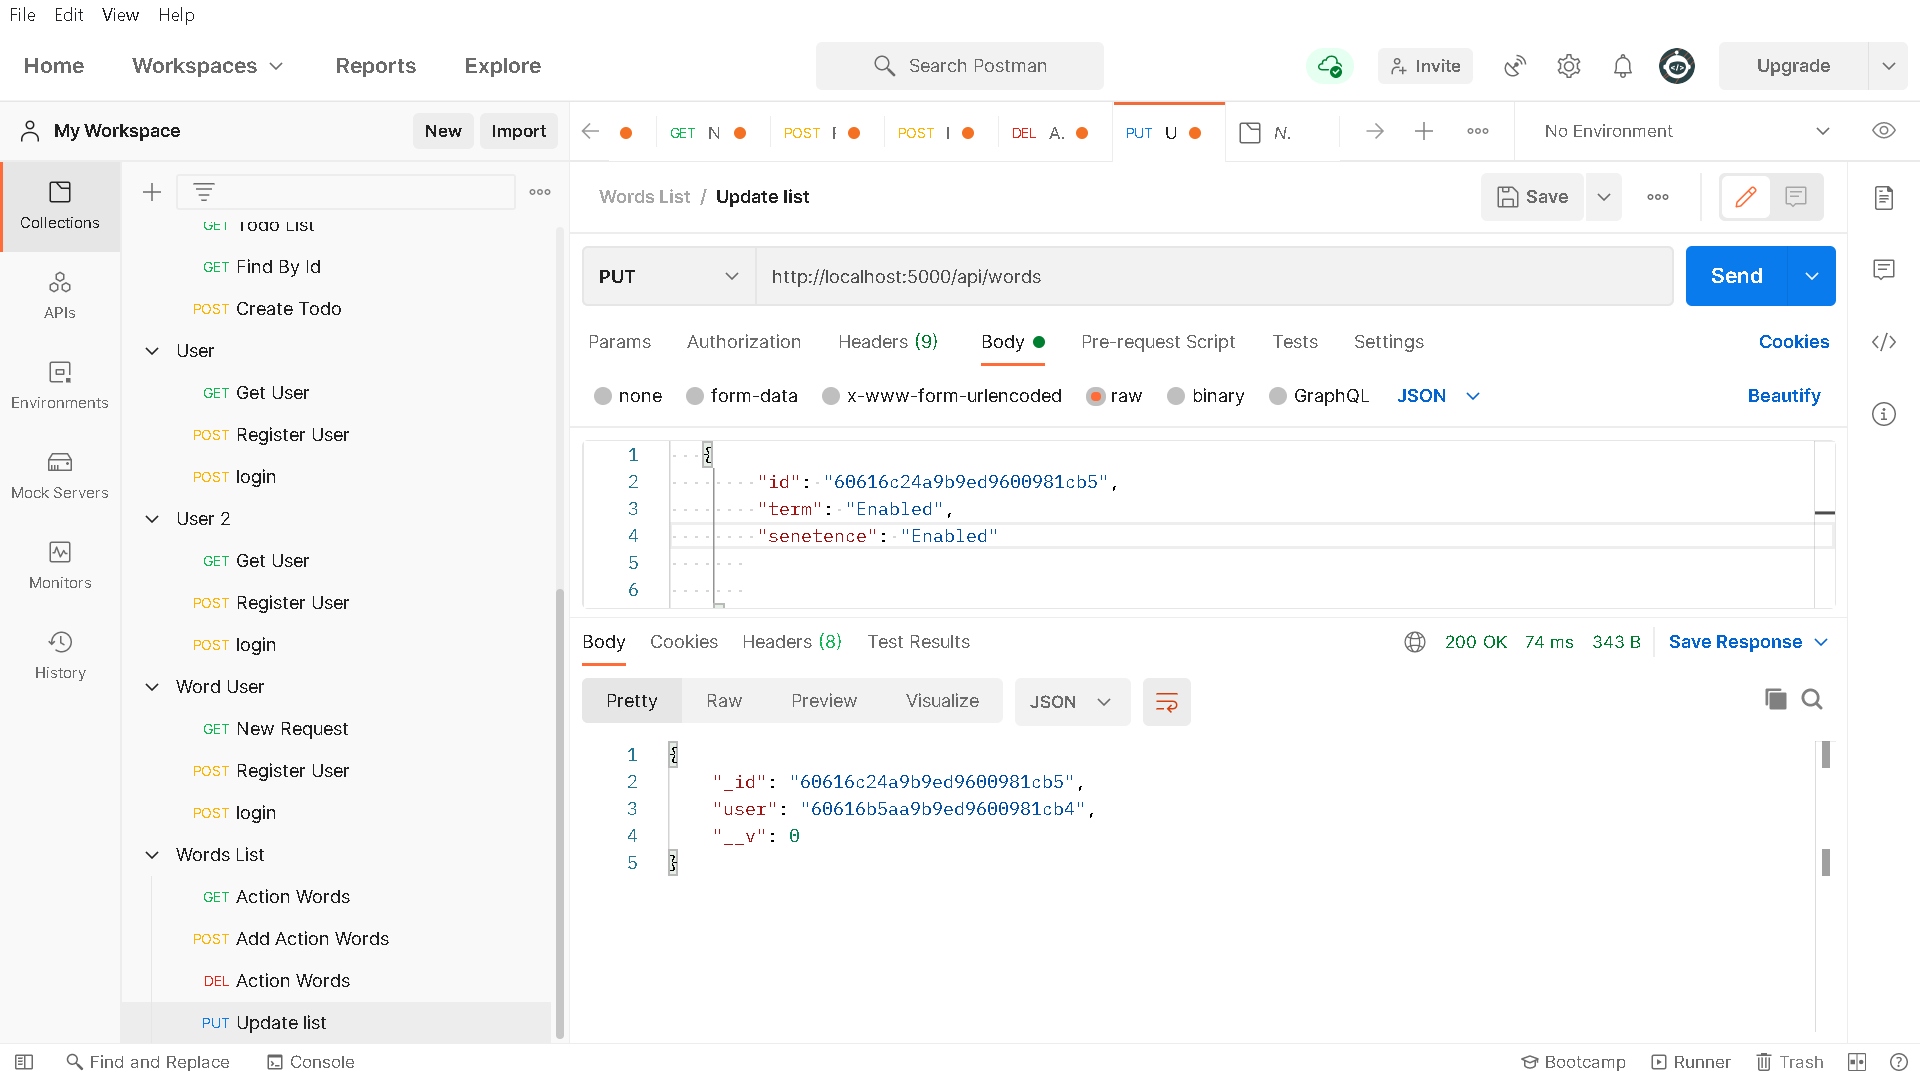 File Edit View Help
Home Workspaces Reports Explore Search Postman Invite Upgrade
My Workspace New Import
GET N POST POST DEL A. PUT U N. No Environment
Collections
APIs
Environments
Mock Servers
Monitors
History
GET Todo List
GET Find By Id
POST Create Todo
User
GET Get User
POST Register User
POST login
User 2
GET Get User
POST Register User
POST login
Word User
GET New Request
POST Register User
POST login
Words List
GET Action Words
POST Add Action Words
DEL Action Words
PUT Update list
Words List / Update list Save
PUT http://localhost:5000/api/words Send
Params Authorization Headers (9) Body Pre-request Script Tests Settings Cookies
none form-data x-www-form-urlencoded raw binary GraphQL JSON Beautify
1 {
2 "id": "60616c24a9b9ed9600981cb5",
3 "term": "Enabled",
4 "senetence": "Enabled"
5
6
Body Cookies Headers (8) Test Results 200 OK 74 ms 343 B Save Response
Pretty Raw Preview Visualize JSON
1 {
2 "_id": "60616c24a9b9ed9600981cb5",
3 "user": "60616b5aa9b9ed9600981cb4",
4 "__v": 0
5 }
Find and Replace Console Bootcamp Runner Trash